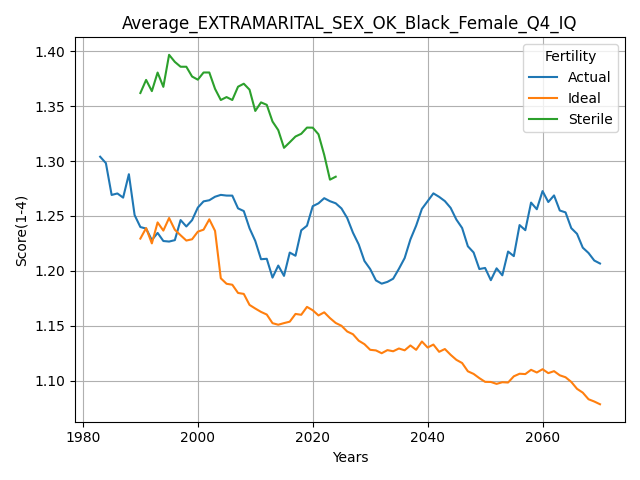 Average_EXTRAMARITAL_SEX_OK_Black_Female_Q4_IQ
Fertility
Actual
Ideal
Sterile
Score(1-4)
1.40
1.35
1.30
1.25
1.20
1.15
1.10
1980
2000
2020
2040
2060
Years